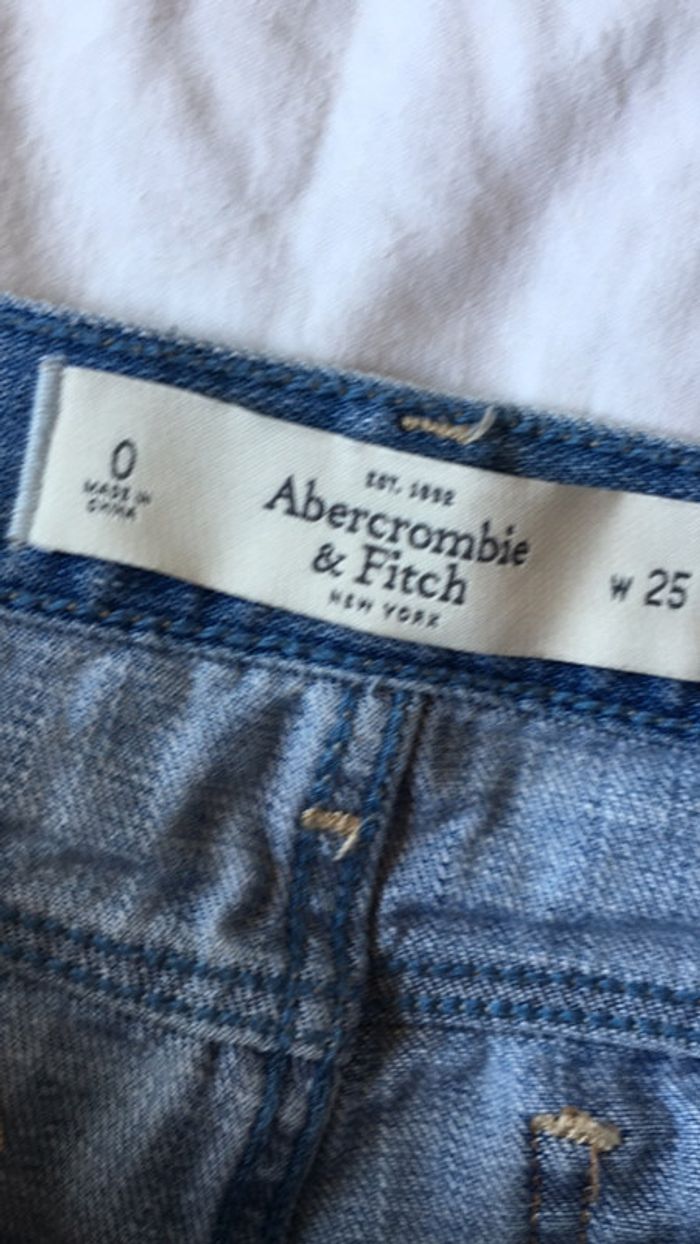 0
MADE IN
CHINA
EST. 1892
Abercrombie
& Fitch
NEW YORK
W 25